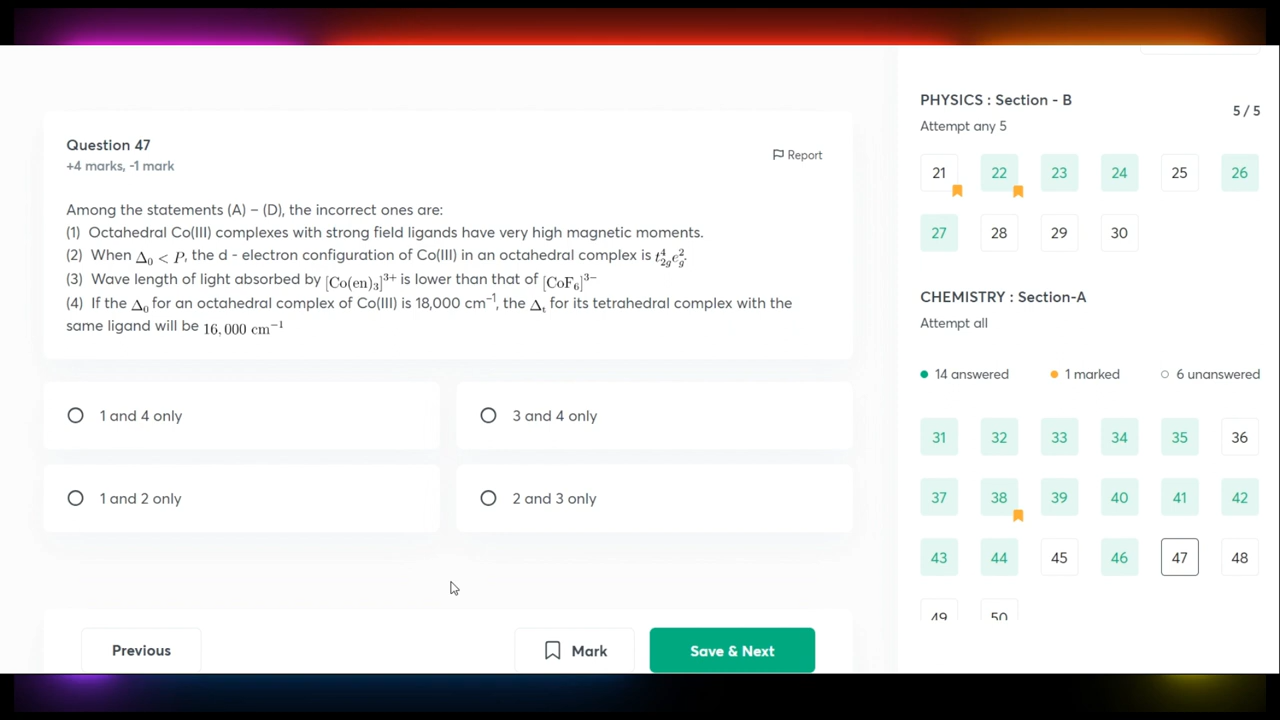 PHYSICS : Section - B
5 / 5
Attempt any 5
21 22 23 24 25 26
27 28 29 30
Question 47
+4 marks, -1 mark
Report
Among the statements (A) – (D), the incorrect ones are:
(1) Octahedral Co(III) complexes with strong field ligands have very high magnetic moments.
(2) When Δ₀ < P, the d - electron configuration of Co(III) in an octahedral complex is t⁴₂g e²g.
(3) Wave length of light absorbed by [Co(en)₃]³⁺ is lower than that of [CoF₆]³⁻
(4) If the Δ₀ for an octahedral complex of Co(III) is 18,000 cm⁻¹, the Δₜ for its tetrahedral complex with the
same ligand will be 16,000 cm⁻¹
1 and 4 only
3 and 4 only
1 and 2 only
2 and 3 only
Previous
Mark
Save & Next
CHEMISTRY : Section-A
Attempt all
14 answered 1 marked 6 unanswered
31 32 33 34 35 36
37 38 39 40 41 42
43 44 45 46 47 48
49 50